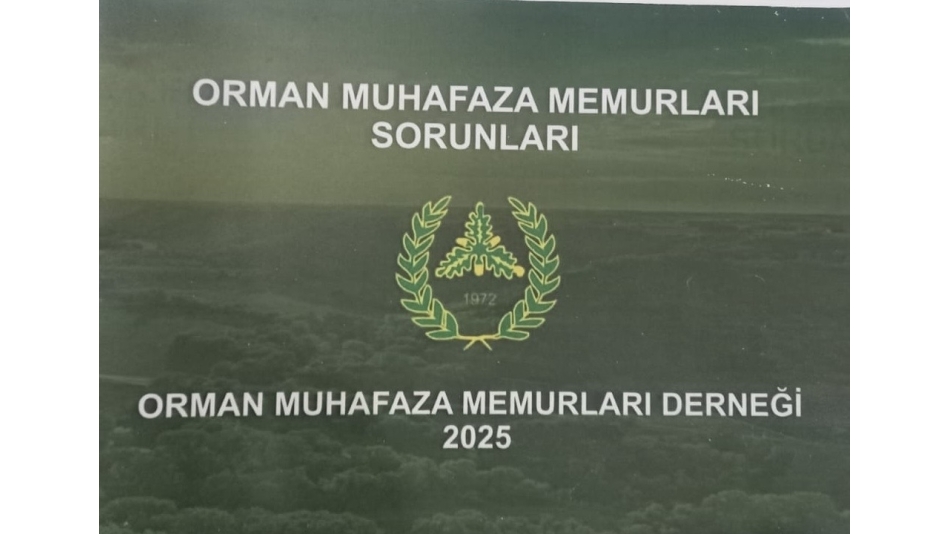 ORMAN MUHAFAZA MEMURLARI
SORUNLARI
1972
ORMAN MUHAFAZA MEMURLARI DERNEĞİ
2025